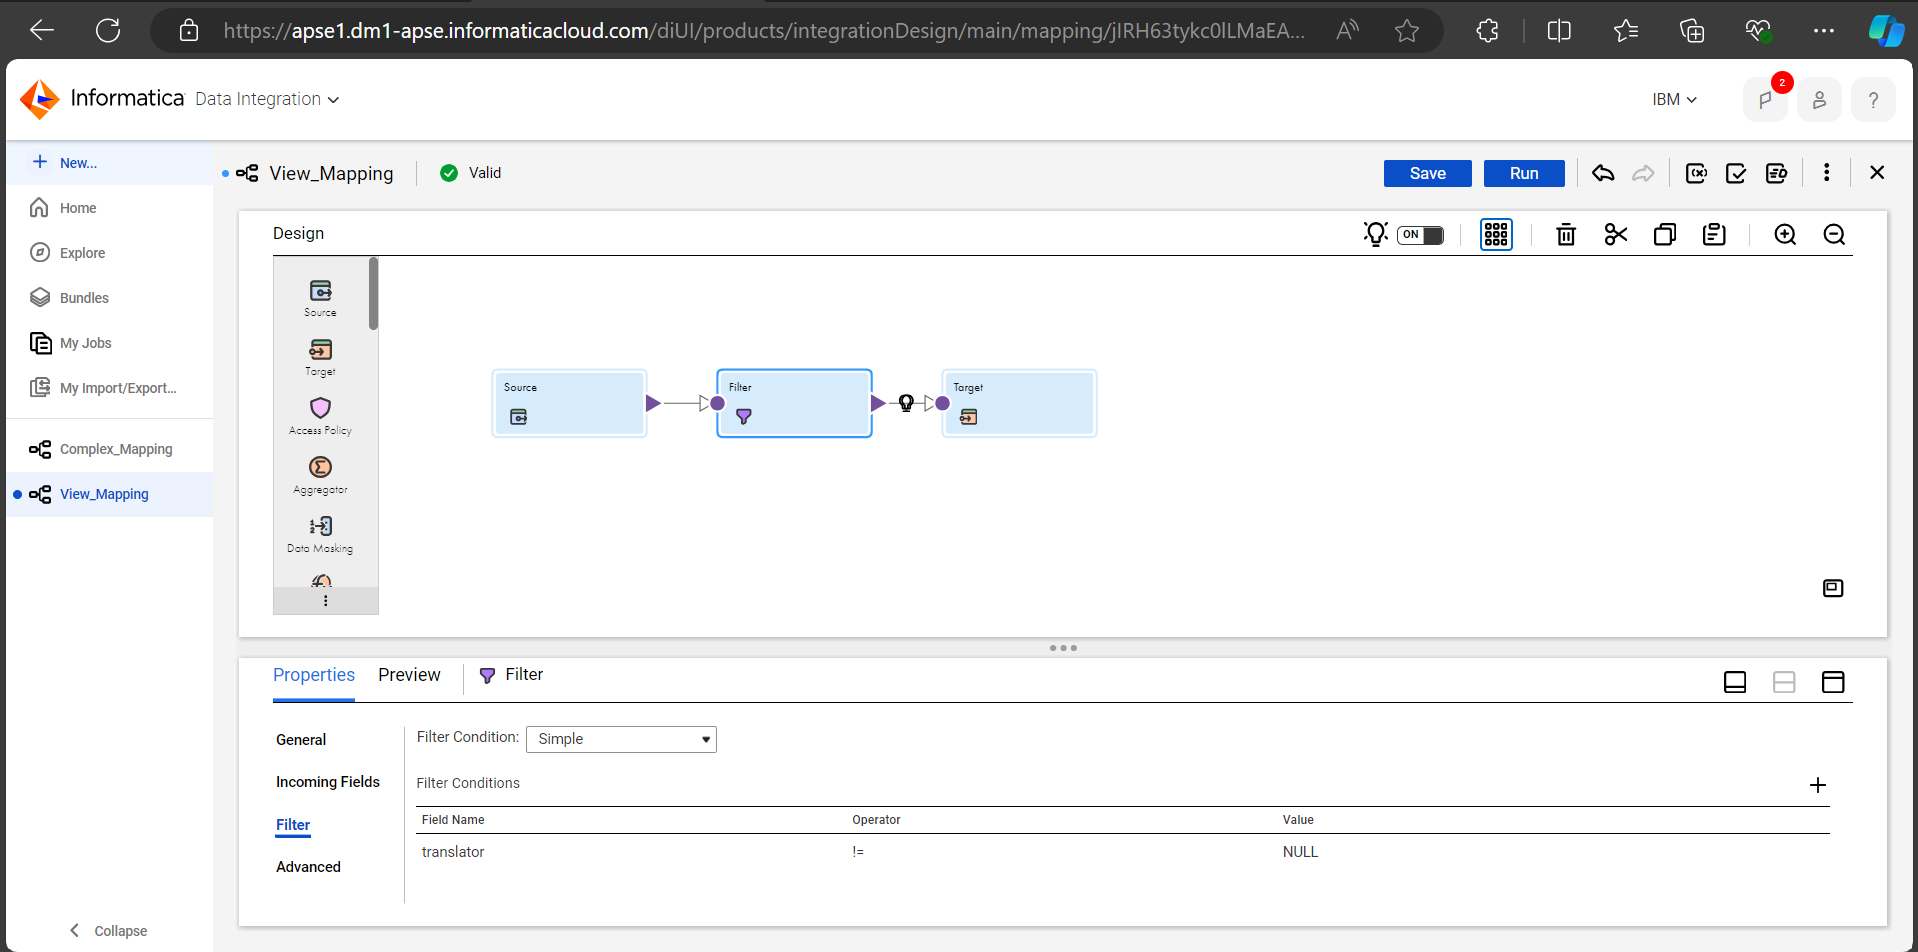 https://apse1.dm1-apse.informaticacloud.com/diUI/products/integrationDesign/main/mapping/jIRH63tykc0lLMaEA...
Informatica Data Integration
IBM
2
?
New...
Home
Explore
Bundles
My Jobs
My Import/Export...
Complex_Mapping
View_Mapping
Collapse
View_Mapping
Valid
Save
Run
Design
ON
Source
Target
Access Policy
Aggregator
Data Masking
Source
Filter
Target
Properties
Preview
Filter
General
Incoming Fields
Filter
Advanced
Filter Condition: Simple
Filter Conditions
Field Name Operator Value
translator != NULL